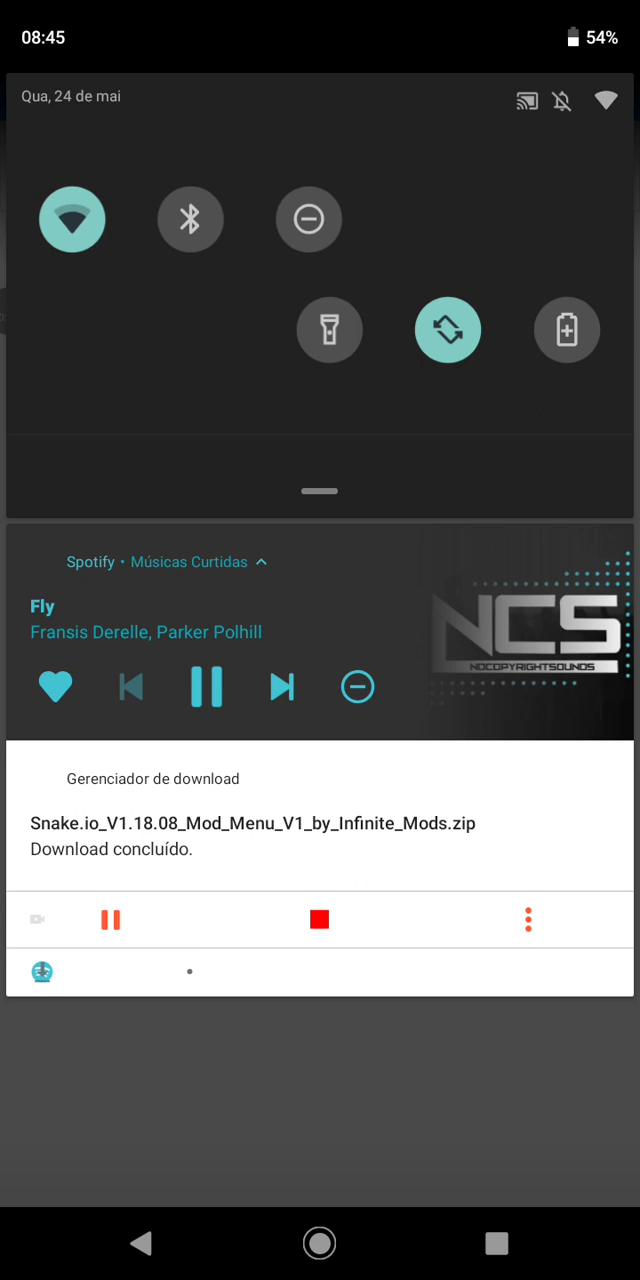 08:45
54%
Qua, 24 de mai
Spotify • Músicas Curtidas
Fly
Fransis Derelle, Parker Polhill
NCS
NOCOPYRIGHTSOUNDS
Gerenciador de download
Snake.io_V1.18.08_Mod_Menu_V1_by_Infinite_Mods.zip
Download concluído.